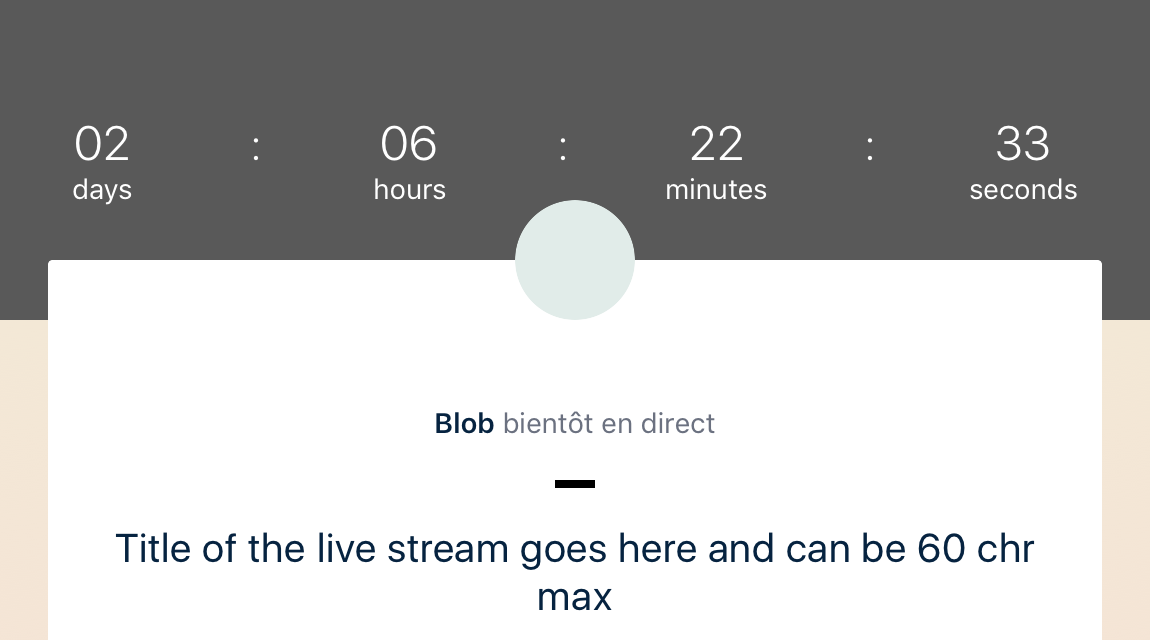 02 : 06 : 22 : 33
days hours minutes seconds
Blob bientôt en direct
Title of the live stream goes here and can be 60 chr
max